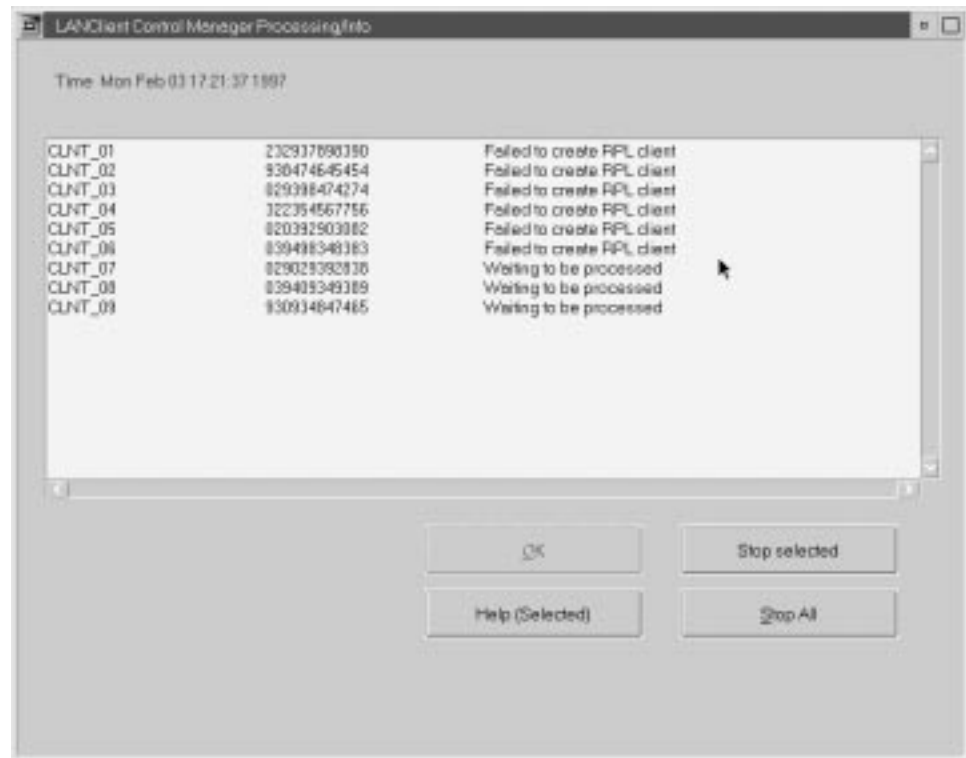 LANClient Control Manager Processing/Info
Time: Mon Feb 03 17:21:37 1997
CLNT_01 232937898390 Failed to create RPL client
CLNT_02 930474645454 Failed to create RPL client
CLNT_03 029398474274 Failed to create RPL client
CLNT_04 322354567756 Failed to create RPL client
CLNT_05 020392903082 Failed to create RPL client
CLNT_06 039498348383 Failed to create RPL client
CLNT_07 029029392838 Waiting to be processed
CLNT_08 039409349389 Waiting to be processed
CLNT_09 930934847465 Waiting to be processed
OK Stop selected
Help (Selected) Stop All